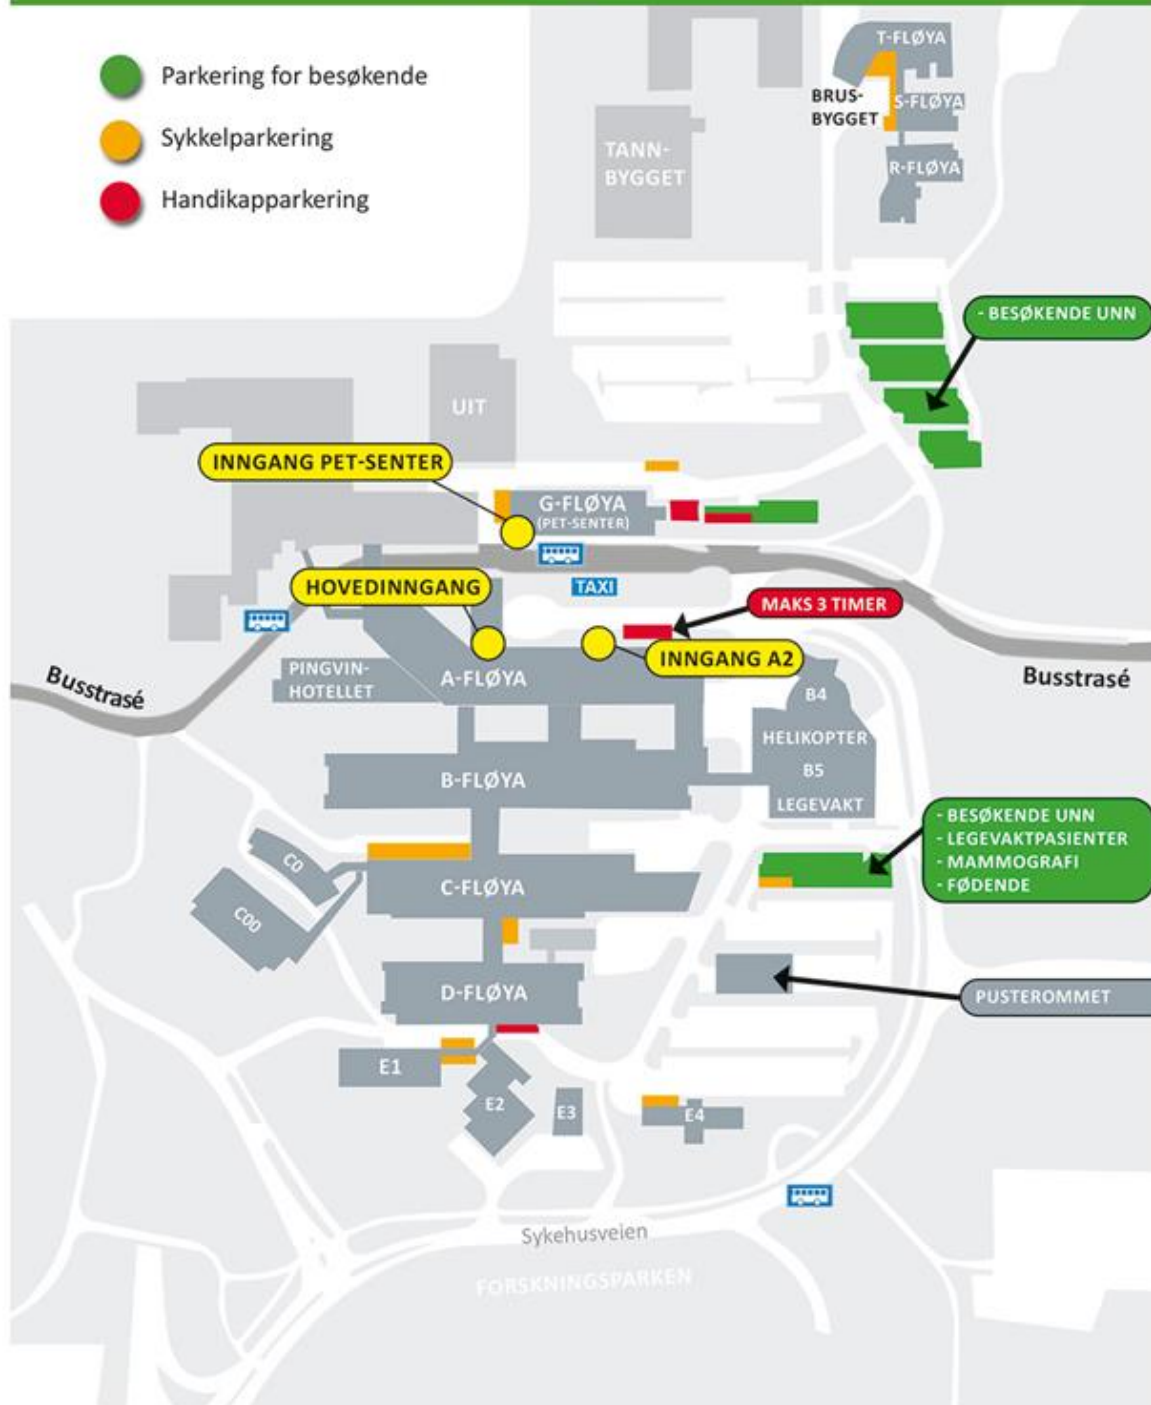 Parkering for besøkende
Sykkelparkering
Handikapparkering
T-FLØYA
BRUS-
BYGGET
S-FLØYA
R-FLØYA
TANN-
BYGGET
- BESØKENDE UNN
UIT
INNGANG PET-SENTER
G-FLØYA
(PET-SENTER)
HOVEDINNGANG
TAXI
MAKS 3 TIMER
INNGANG A2
Busstrasé
Busstrasé
PINGVIN-
HOTELLET
A-FLØYA
B4
HELIKOPTER
B5
LEGEVAKT
B-FLØYA
- BESØKENDE UNN
- LEGEVAKTPASIENTER
- MAMMOGRAFI
- FØDENDE
C0
C-FLØYA
C00
D-FLØYA
PUSTEROMMET
E1
E2
E3
E4
Sykehusveien
FORSKNINGSPARKEN